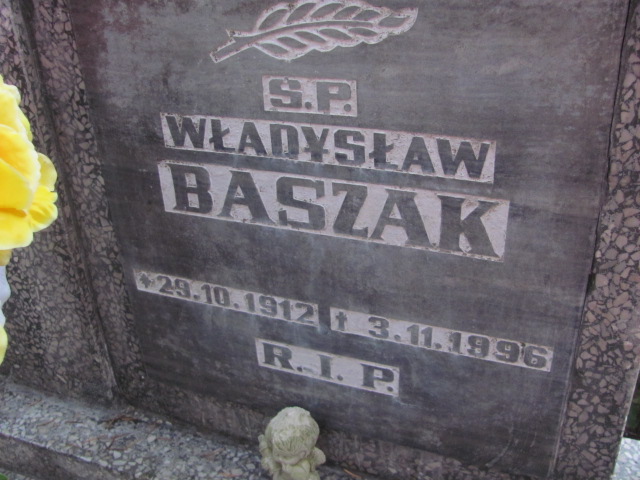 Ś.P.
WŁADYSŁAW
BASZAK
* 29.10.1912 † 3.11.1996
R.I.P.